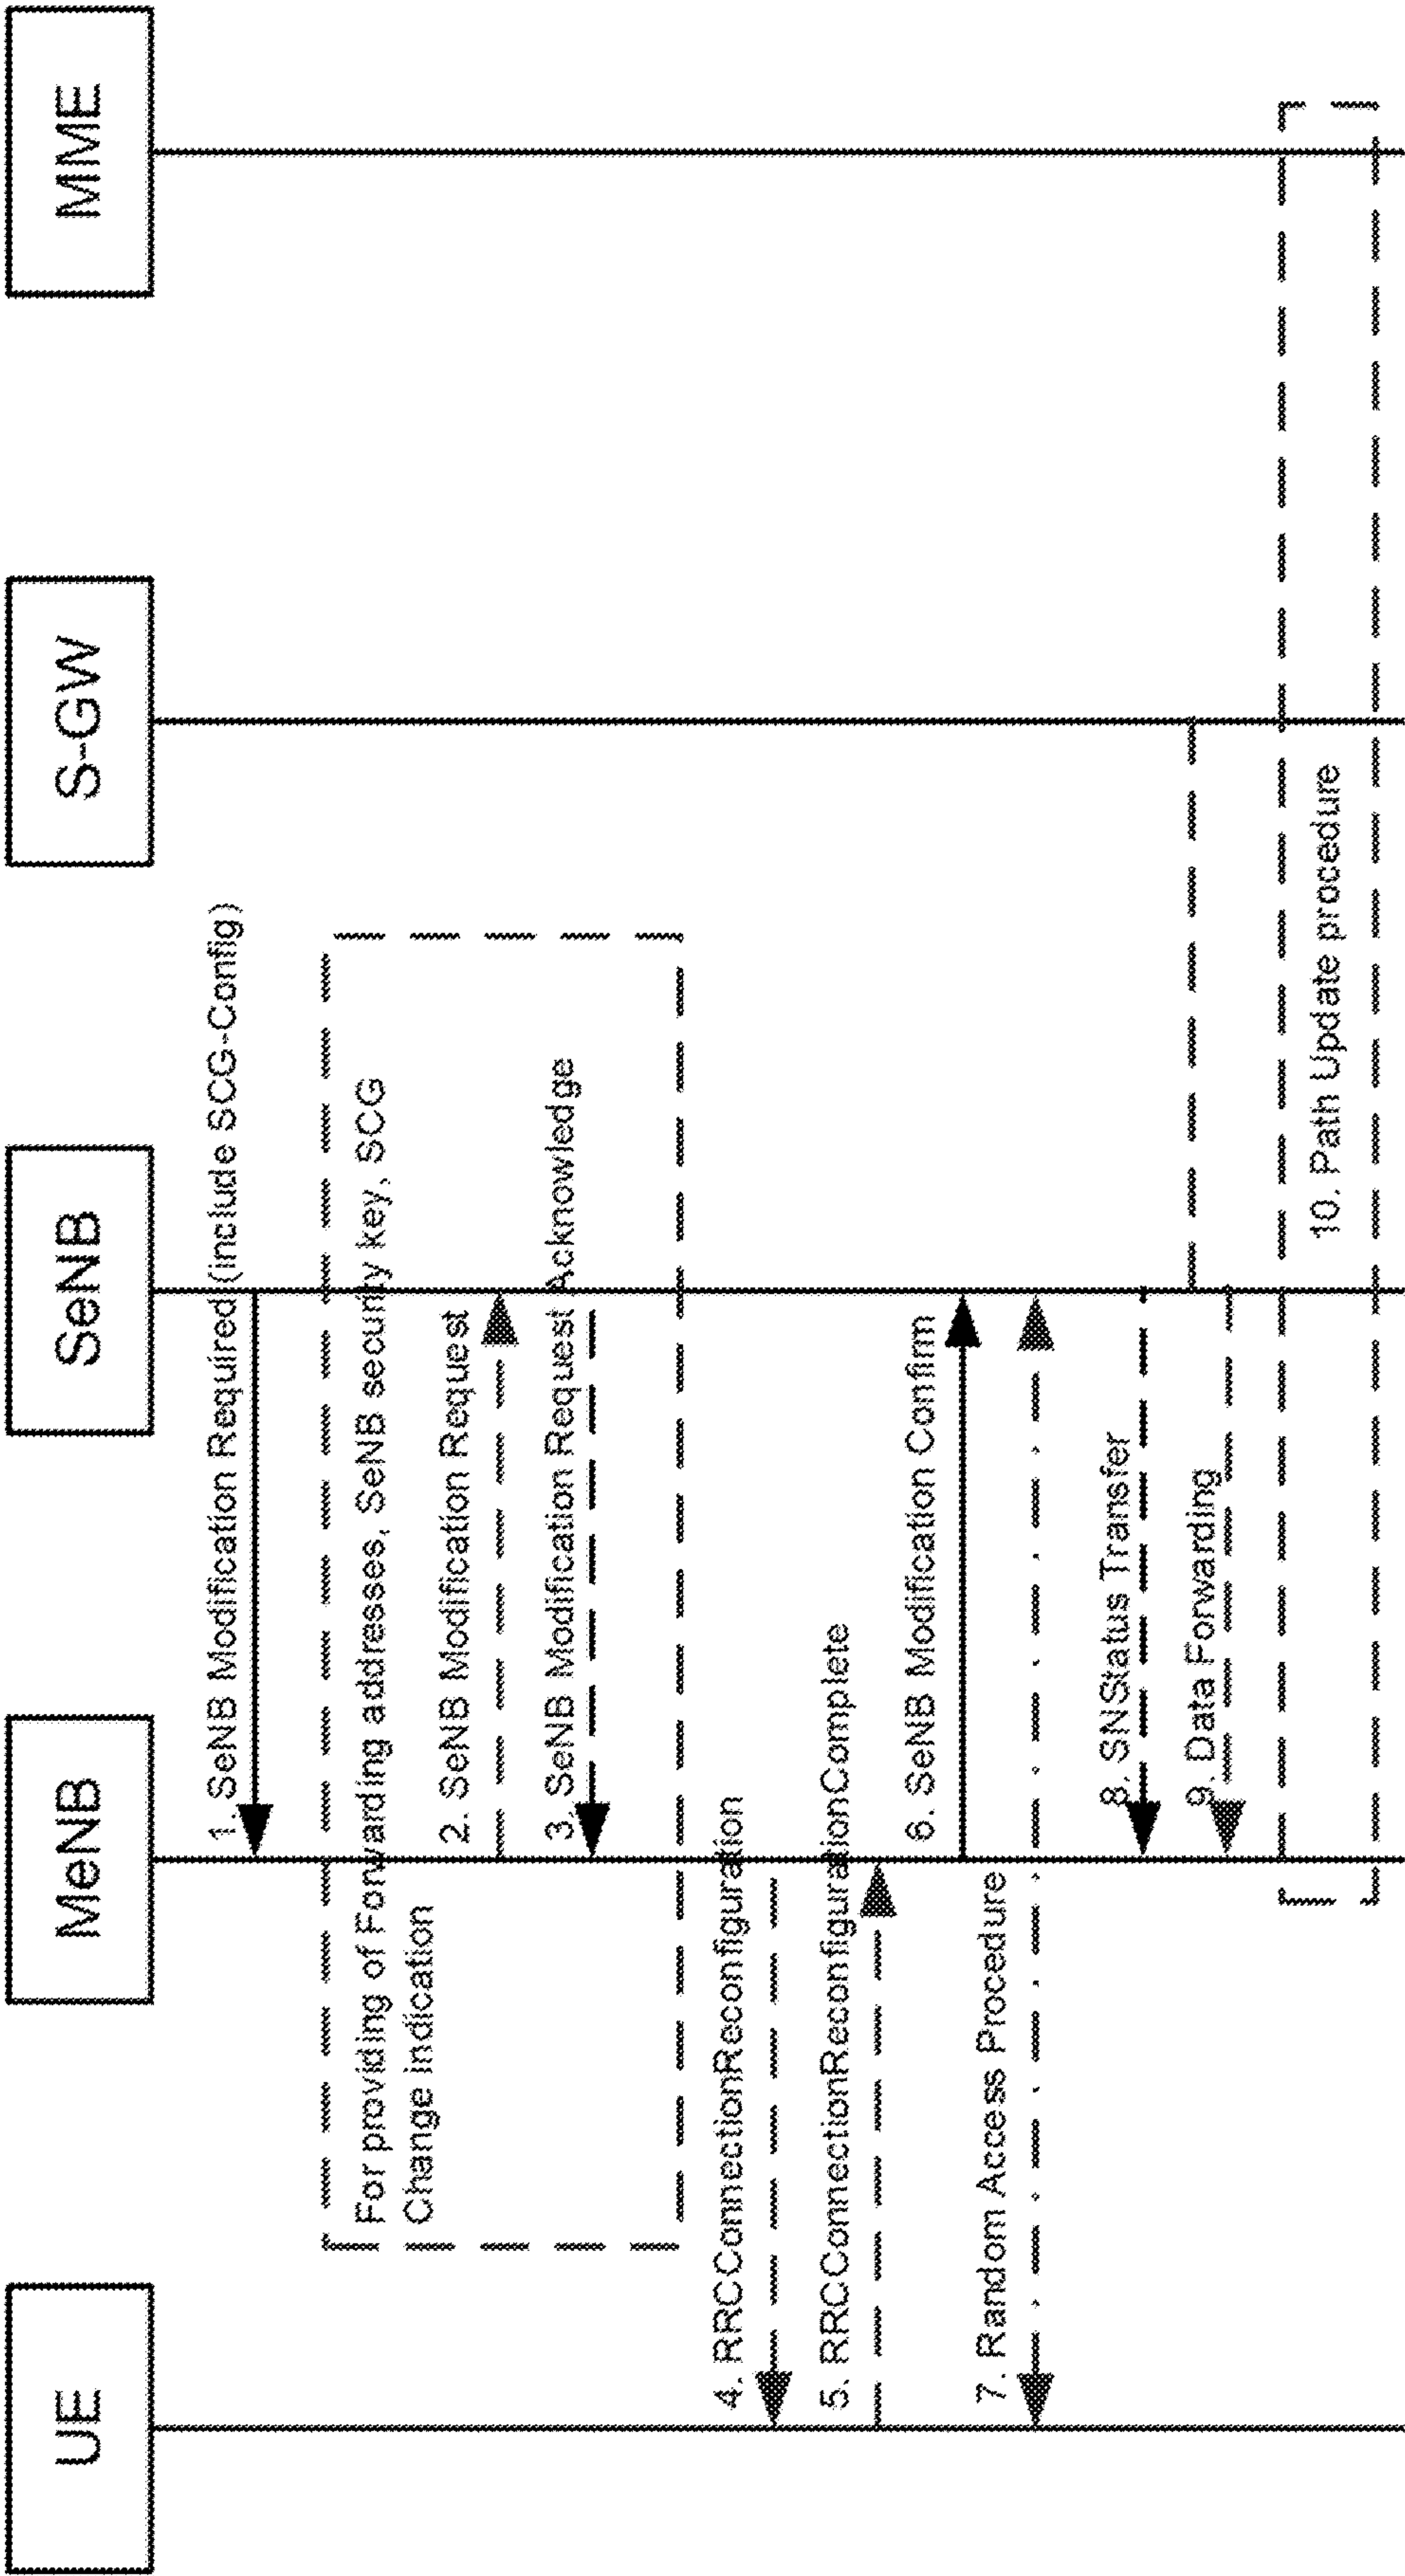 UE
MeNB
SeNB
S-GW
MME
1. SeNB Modification Required (include SCG-Config)
For providing of Forwarding addresses, SeNB security key, SCG
Change indication
2. SeNB Modification Request
3. SeNB Modification Request Acknowledge
4. RRCConnectionReconfiguration
5. RRCConnectionReconfigurationComplete
6. SeNB Modification Confirm
7. Random Access Procedure
8. SNStatus Transfer
9. Data Forwarding
10. Path Update procedure